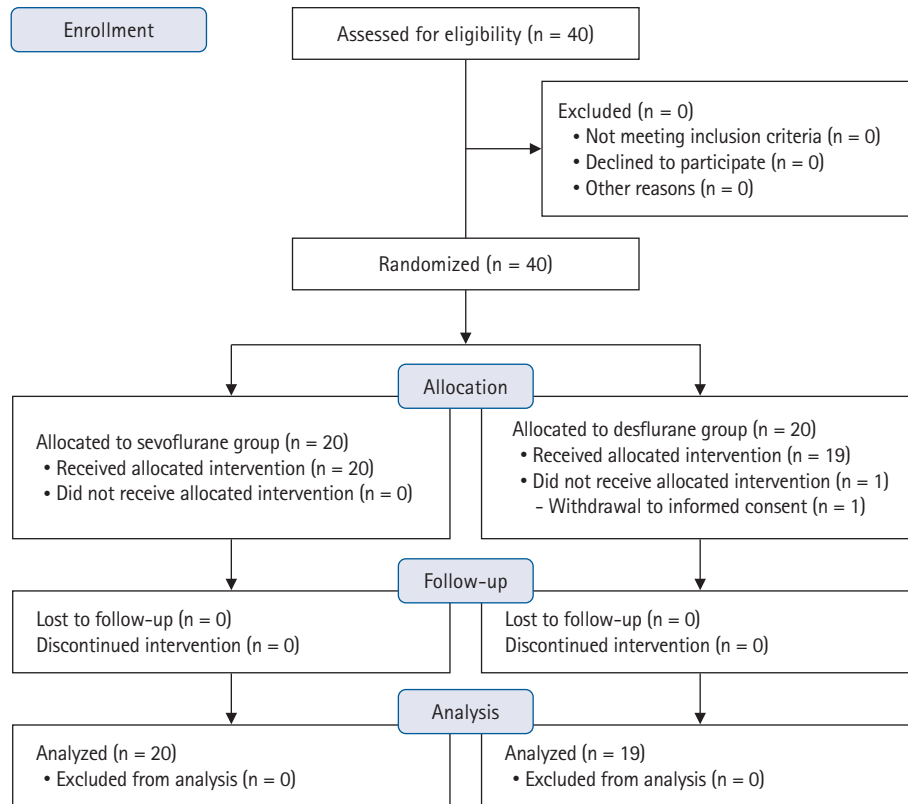 Enrollment
Assessed for eligibility (n = 40)
Excluded (n = 0)
• Not meeting inclusion criteria (n = 0)
• Declined to participate (n = 0)
• Other reasons (n = 0)
Randomized (n = 40)
Allocation
Allocated to sevoflurane group (n = 20)
• Received allocated intervention (n = 20)
• Did not receive allocated intervention (n = 0)
Allocated to desflurane group (n = 20)
• Received allocated intervention (n = 19)
• Did not receive allocated intervention (n = 1)
- Withdrawal to informed consent (n = 1)
Follow-up
Lost to follow-up (n = 0)
Discontinued intervention (n = 0)
Lost to follow-up (n = 0)
Discontinued intervention (n = 0)
Analysis
Analyzed (n = 20)
• Excluded from analysis (n = 0)
Analyzed (n = 19)
• Excluded from analysis (n = 0)